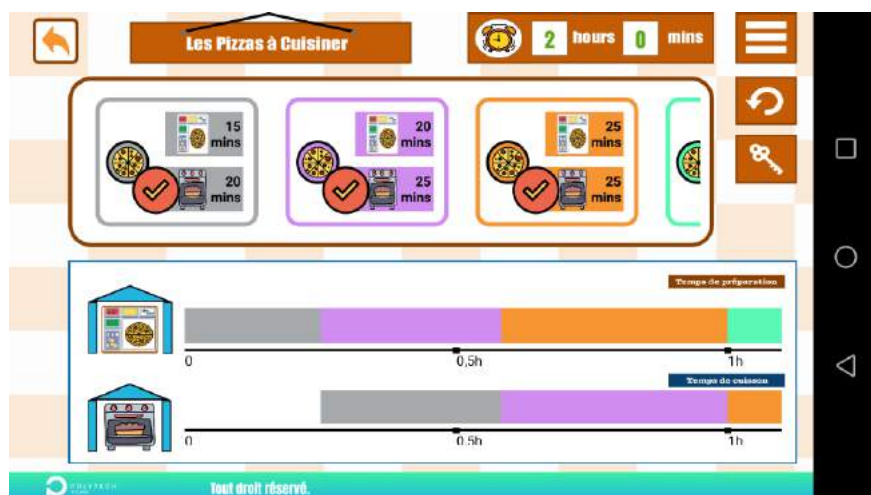 Les Pizzas à Cuisiner
2 hours 0 mins
15 mins
20 mins
20 mins
25 mins
25 mins
25 mins
Temps de préparation
0 0,5h 1h
Temps de cuisson
0 0.5h 1h
POLYTECH
Tout droit réservé.